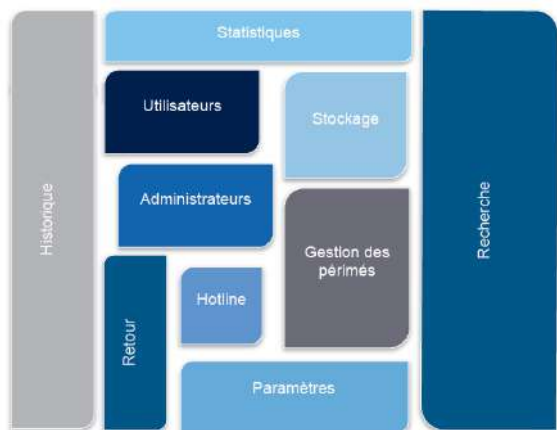 Statistiques
Utilisateurs
Stockage
Historique
Administrateurs
Recherche
Gestion des
périmés
Hotline
Retour
Paramètres